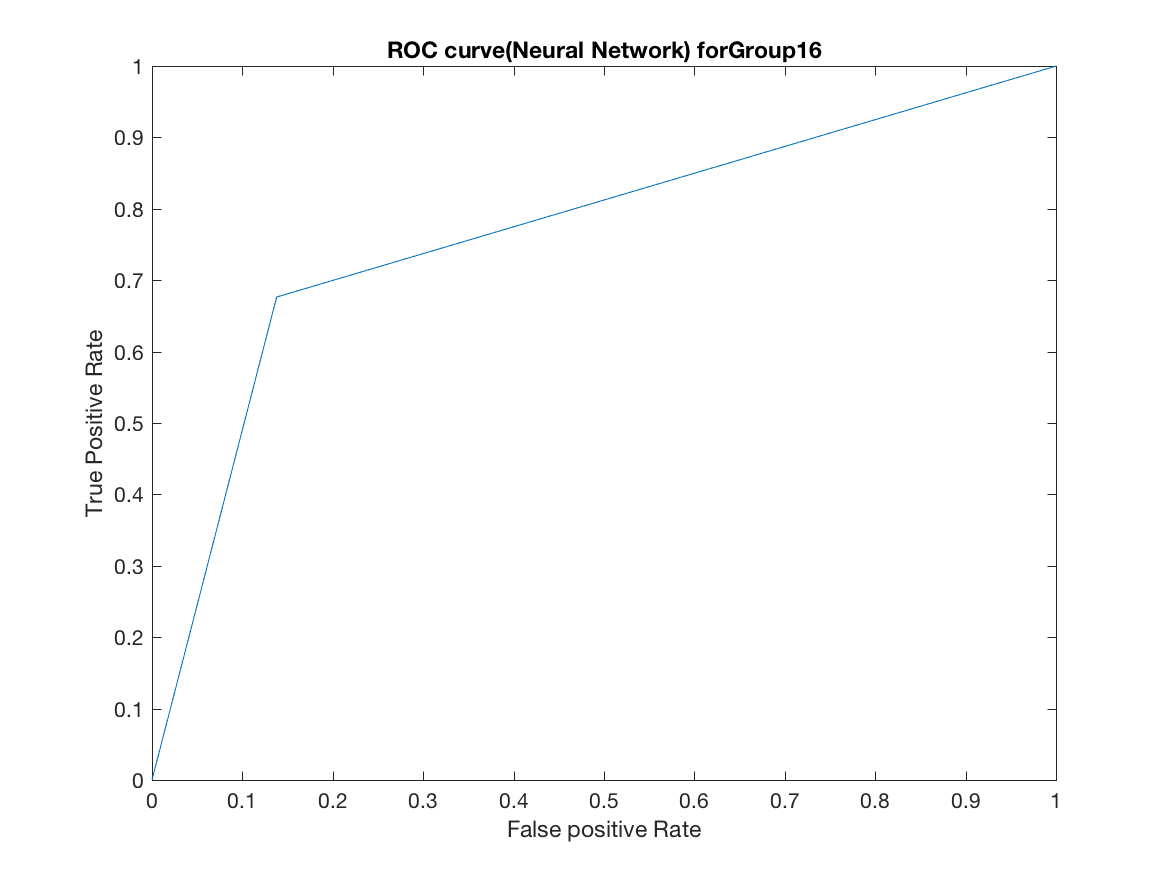 ROC curve(Neural Network) forGroup16
1
0.9
0.8
0.7
0.6
0.5
0.4
0.3
0.2
0.1
0
True Positive Rate
0 0.1 0.2 0.3 0.4 0.5 0.6 0.7 0.8 0.9 1
False positive Rate